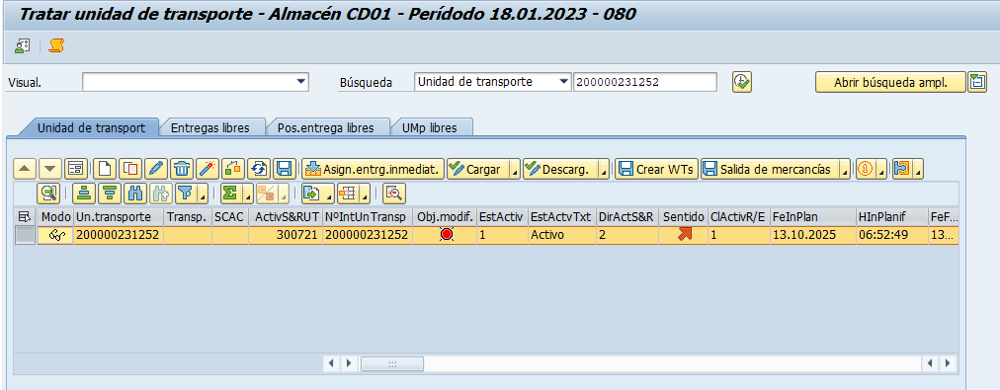 Tratar unidad de transporte - Almacén CD01 - Perídodo 18.01.2023 - 080
Visual. Búsqueda Unidad de transporte 200000231252 Abrir búsqueda ampl.
Unidad de transport Entregas libres Pos.entrega libres UMp libres
Asign.entrg.inmediat. Cargar Descarg. Crear WTs Salida de mercancías
Modo Un.transporte Transp. SCAC ActivS&RUT NºIntUnTransp Obj.modif. EstActiv EstActvTxt DirActS&R Sentido ClActivR/E FeInPlan HInPlanif FeF...
200000231252 300721 200000231252 1 Activo 2 1 13.10.2025 06:52:49 13...